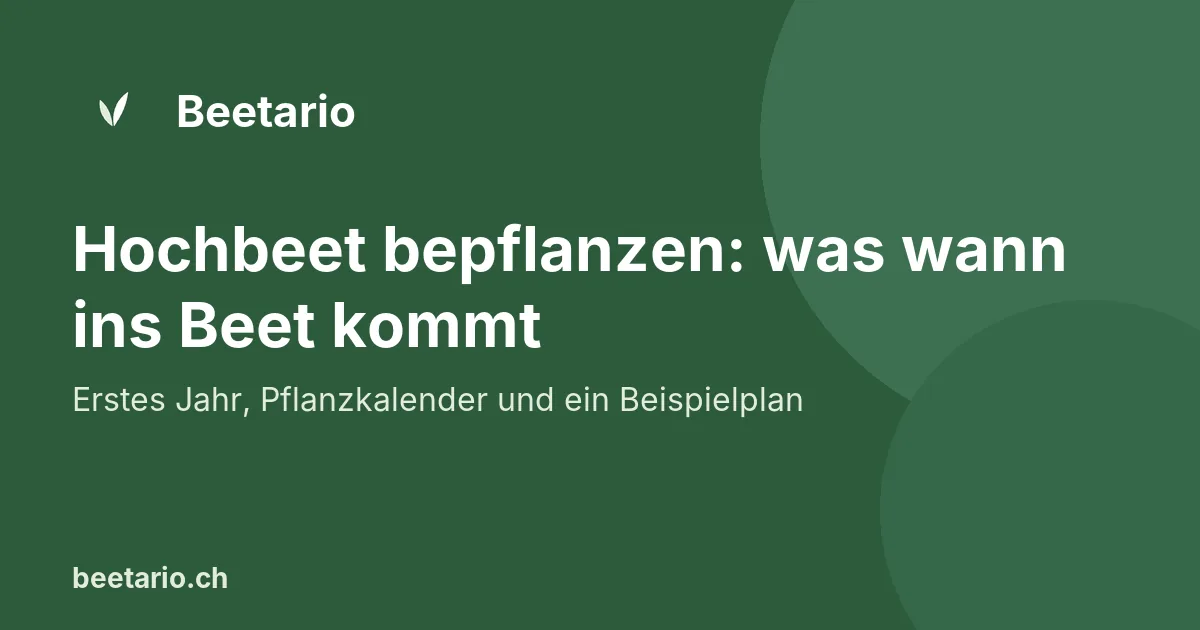 Beetario
Hochbeet bepflanzen: was wann
ins Beet kommt
Erstes Jahr, Pflanzkalender und ein Beispielplan
beetario.ch